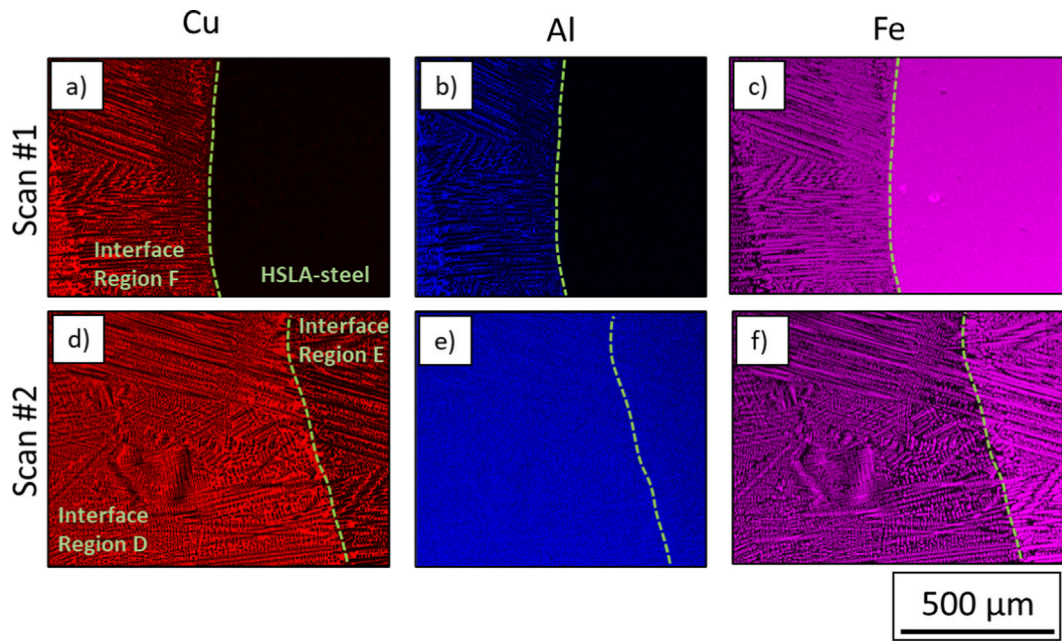 Cu
Al
Fe
Scan #1
a)
b)
c)
Interface
Region F
HSLA-steel
Scan #2
d)
Interface
Region E
e)
f)
Interface
Region D
500 µm